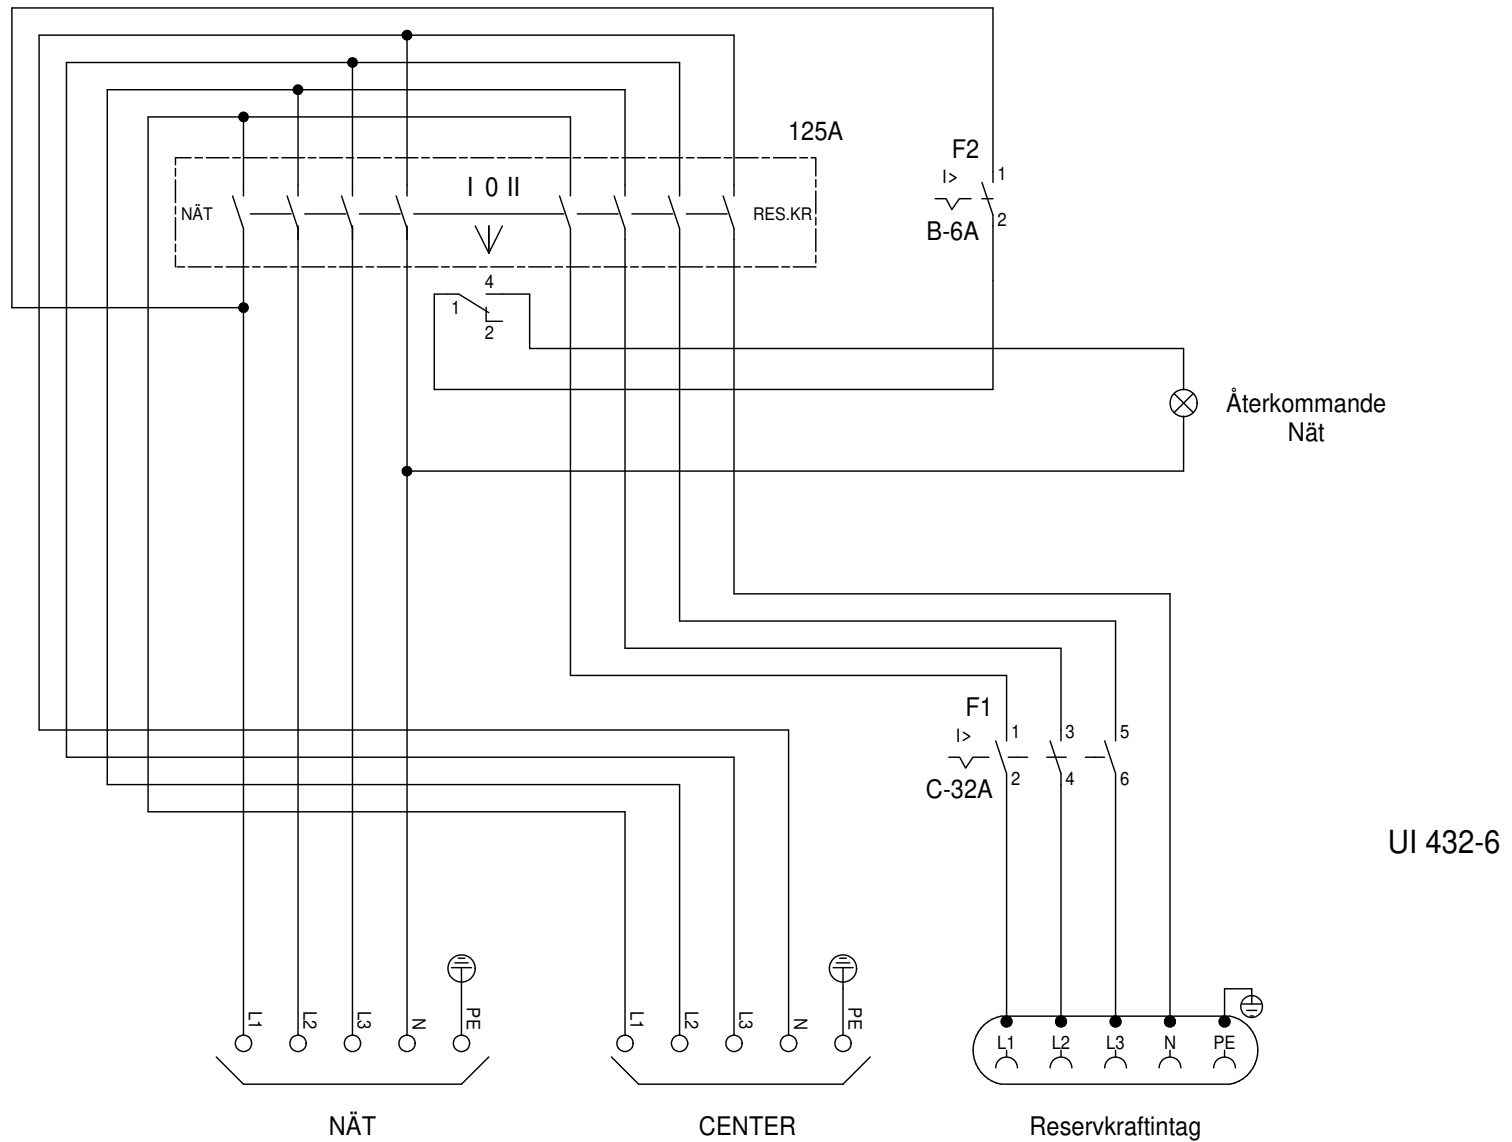 125A
F2
I>
1
I 0 II
NÄT
RES.KR
2
B-6A
4
1
2
Återkommande
Nät
F1
I>
1
3
5
2
4
6
C-32A
UI 432-6
L1
L2
L3
N
PE
L1
L2
L3
N
PE
L1
L2
L3
N
PE
NÄT
CENTER
Reservkraftintag